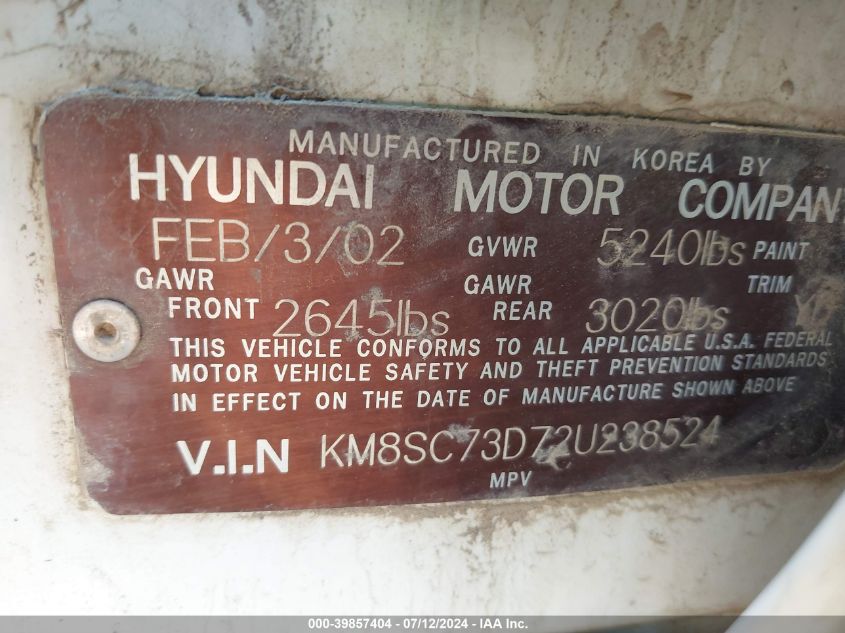 MANUFACTURED IN KOREA BY
HYUNDAI MOTOR COMPANY
FEB/3/02 GVWR 5240lbs PAINT
GAWR GAWR TRIM
FRONT 2645lbs REAR 3020lbs
THIS VEHICLE CONFORMS TO ALL APPLICABLE U.S.A. FEDERAL
MOTOR VEHICLE SAFETY AND THEFT PREVENTION STANDARDS
IN EFFECT ON THE DATE OF MANUFACTURE SHOWN ABOVE
V.I.N KM8SC73D72U238524
MPV
000-39857404 - 07/12/2024 - IAA Inc.